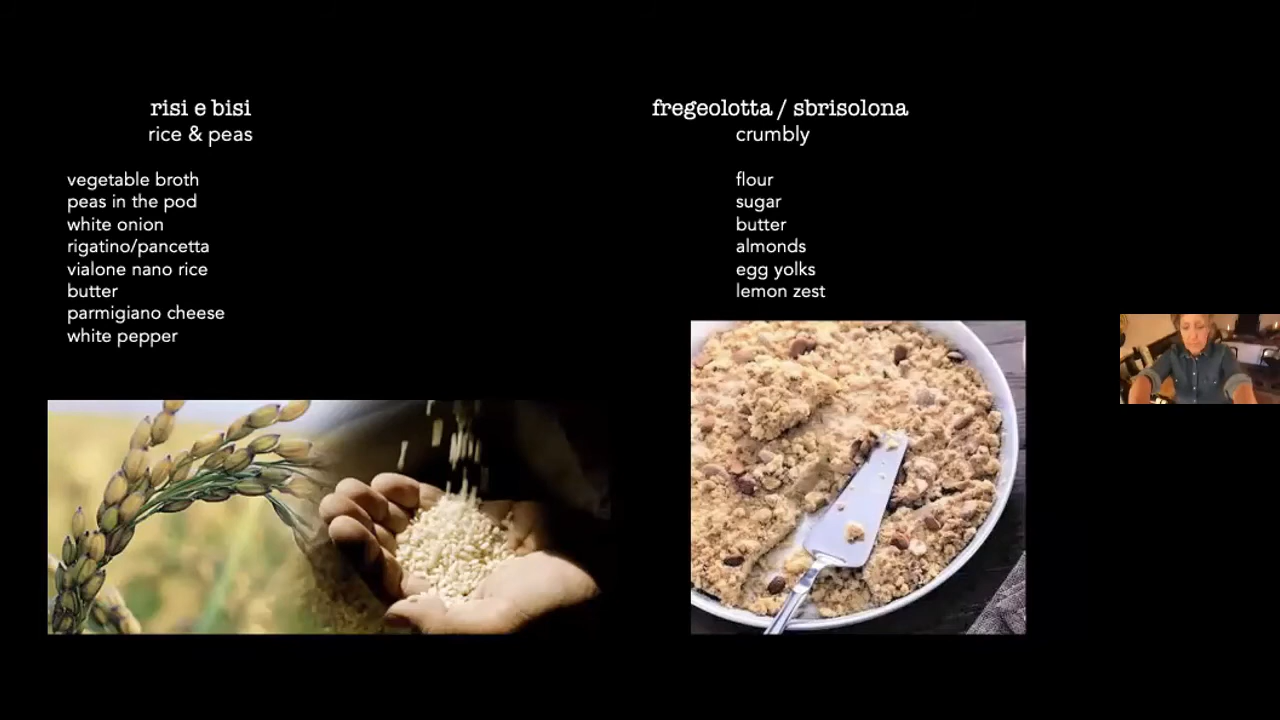 risi e bisi
rice & peas
vegetable broth
peas in the pod
white onion
rigatino/pancetta
vialone nano rice
butter
parmigiano cheese
white pepper
fregeolotta / sbrisolona
crumbly
flour
sugar
butter
almonds
egg yolks
lemon zest